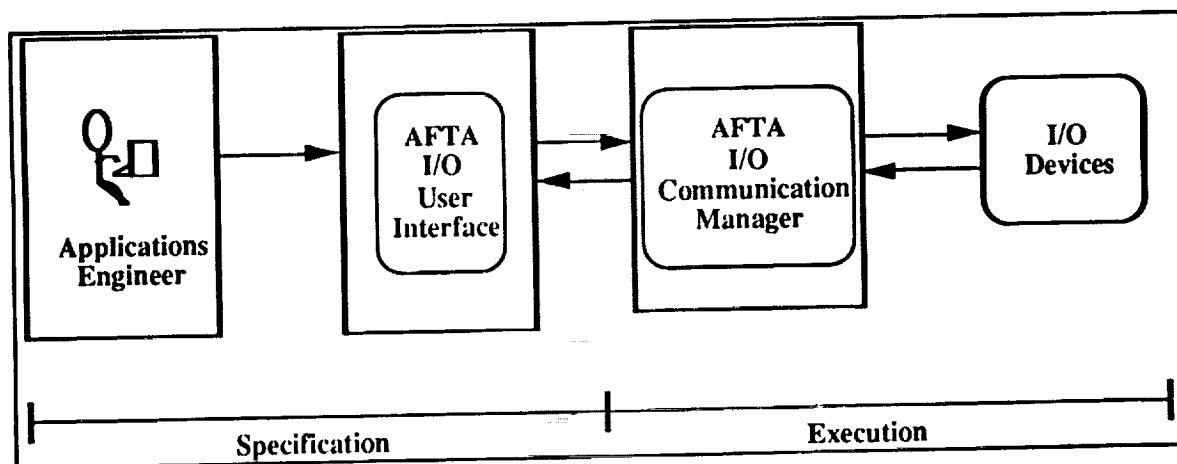 Applications
Engineer
AFTA
I/O
User
Interface
AFTA
I/O
Communication
Manager
I/O
Devices
Specification
Execution